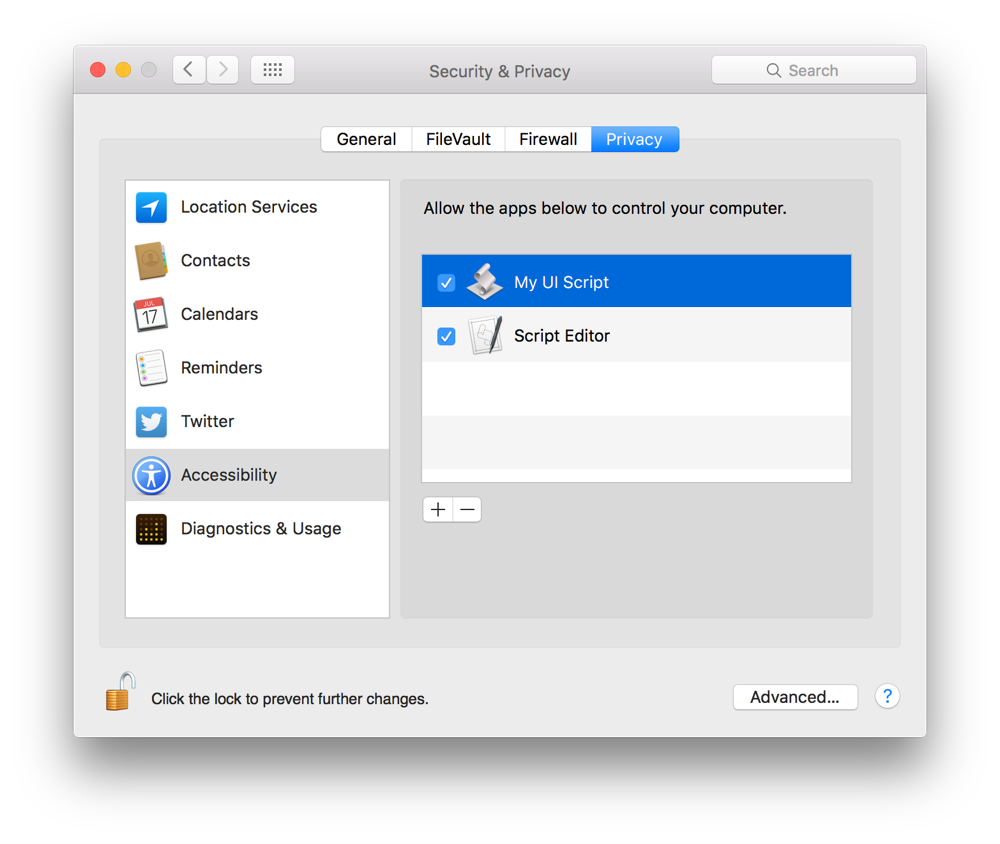 Security & Privacy
Search
General FileVault Firewall Privacy
Location Services
Contacts
JUL
17
Calendars
Reminders
Twitter
Accessibility
Diagnostics & Usage
Allow the apps below to control your computer.
My UI Script
Script Editor
Click the lock to prevent further changes.
Advanced...
?